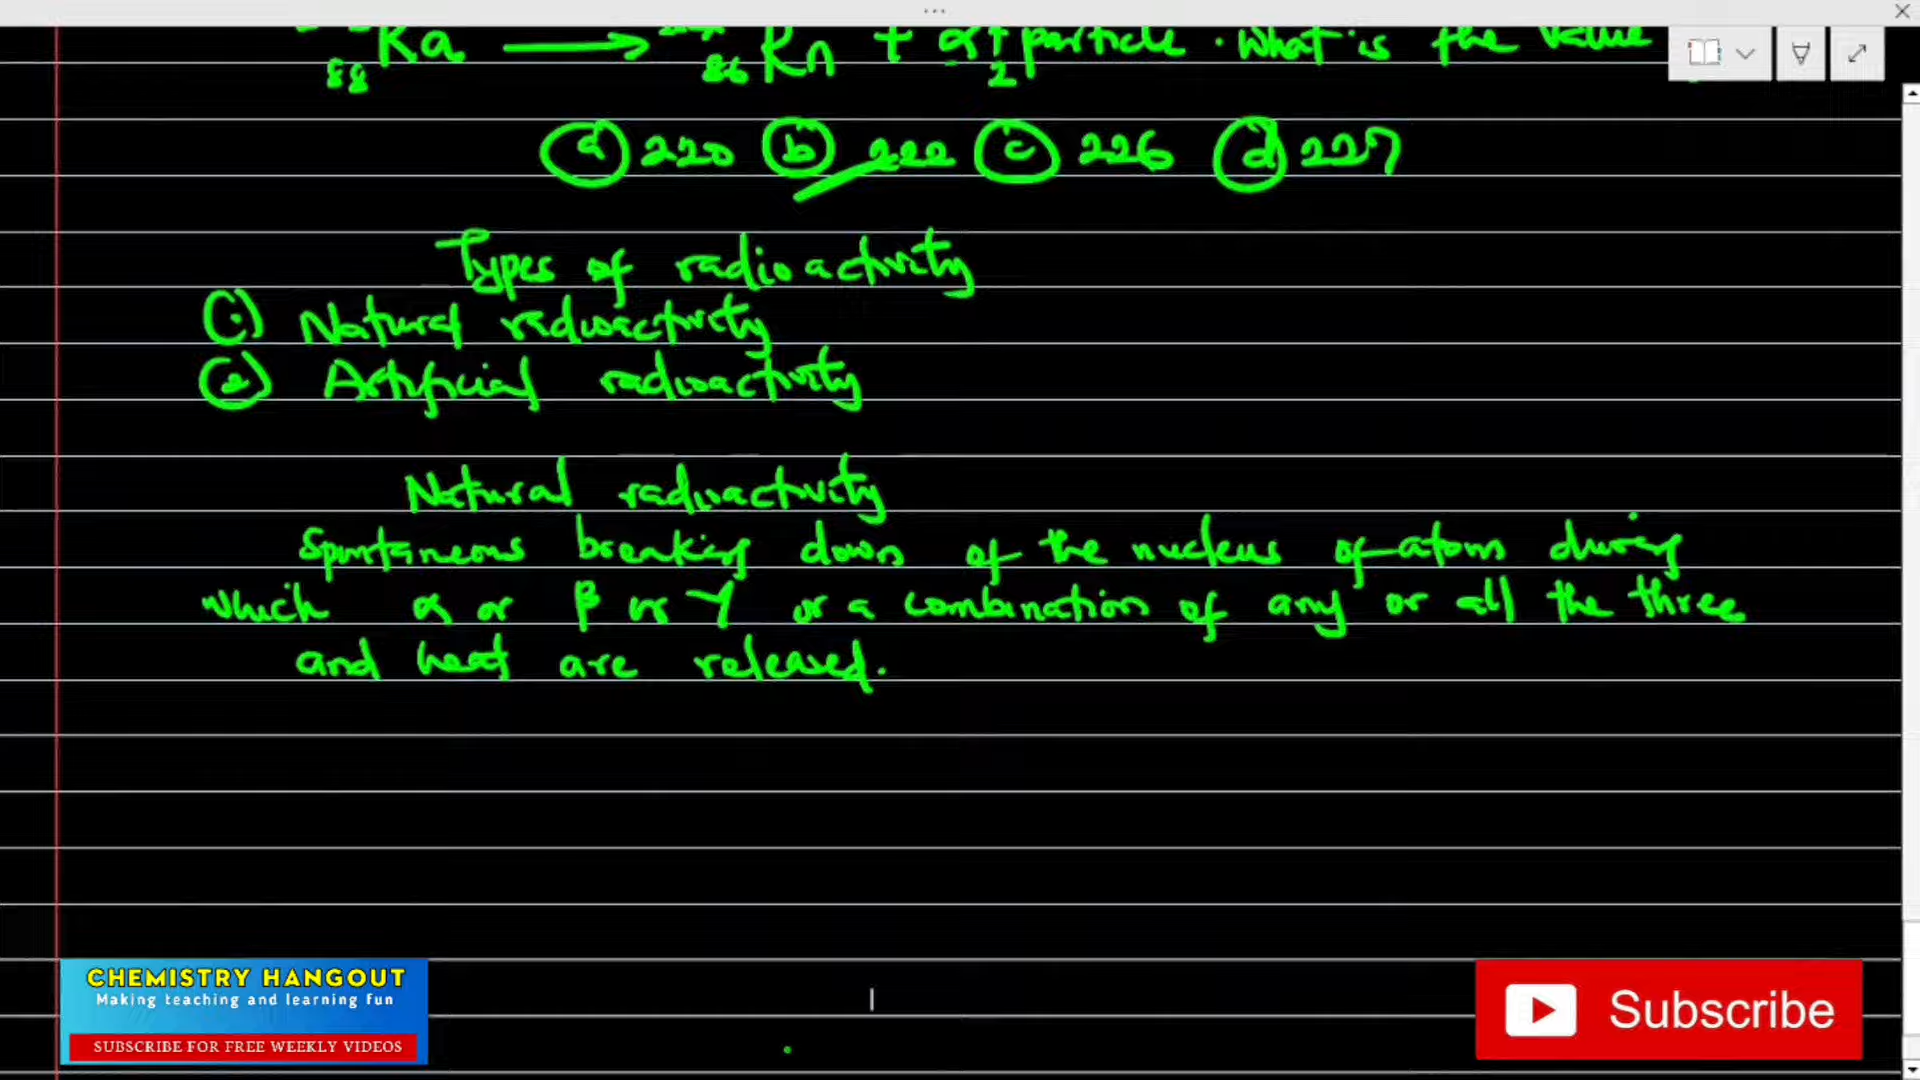 88 Ra → 86 Rn + α particle. What is the value
2
a 220 b 222 c 226 d 227
Types of radioactivity
(1) Natural radioactivity
(2) Artificial radioactivity
Natural radioactivity
Spontaneous breaking down of the nucleus of atom during
which α or β or γ or a combination of any or all the three
and heat are released.
CHEMISTRY HANGOUT
Making teaching and learning fun
SUBSCRIBE FOR FREE WEEKLY VIDEOS
Subscribe